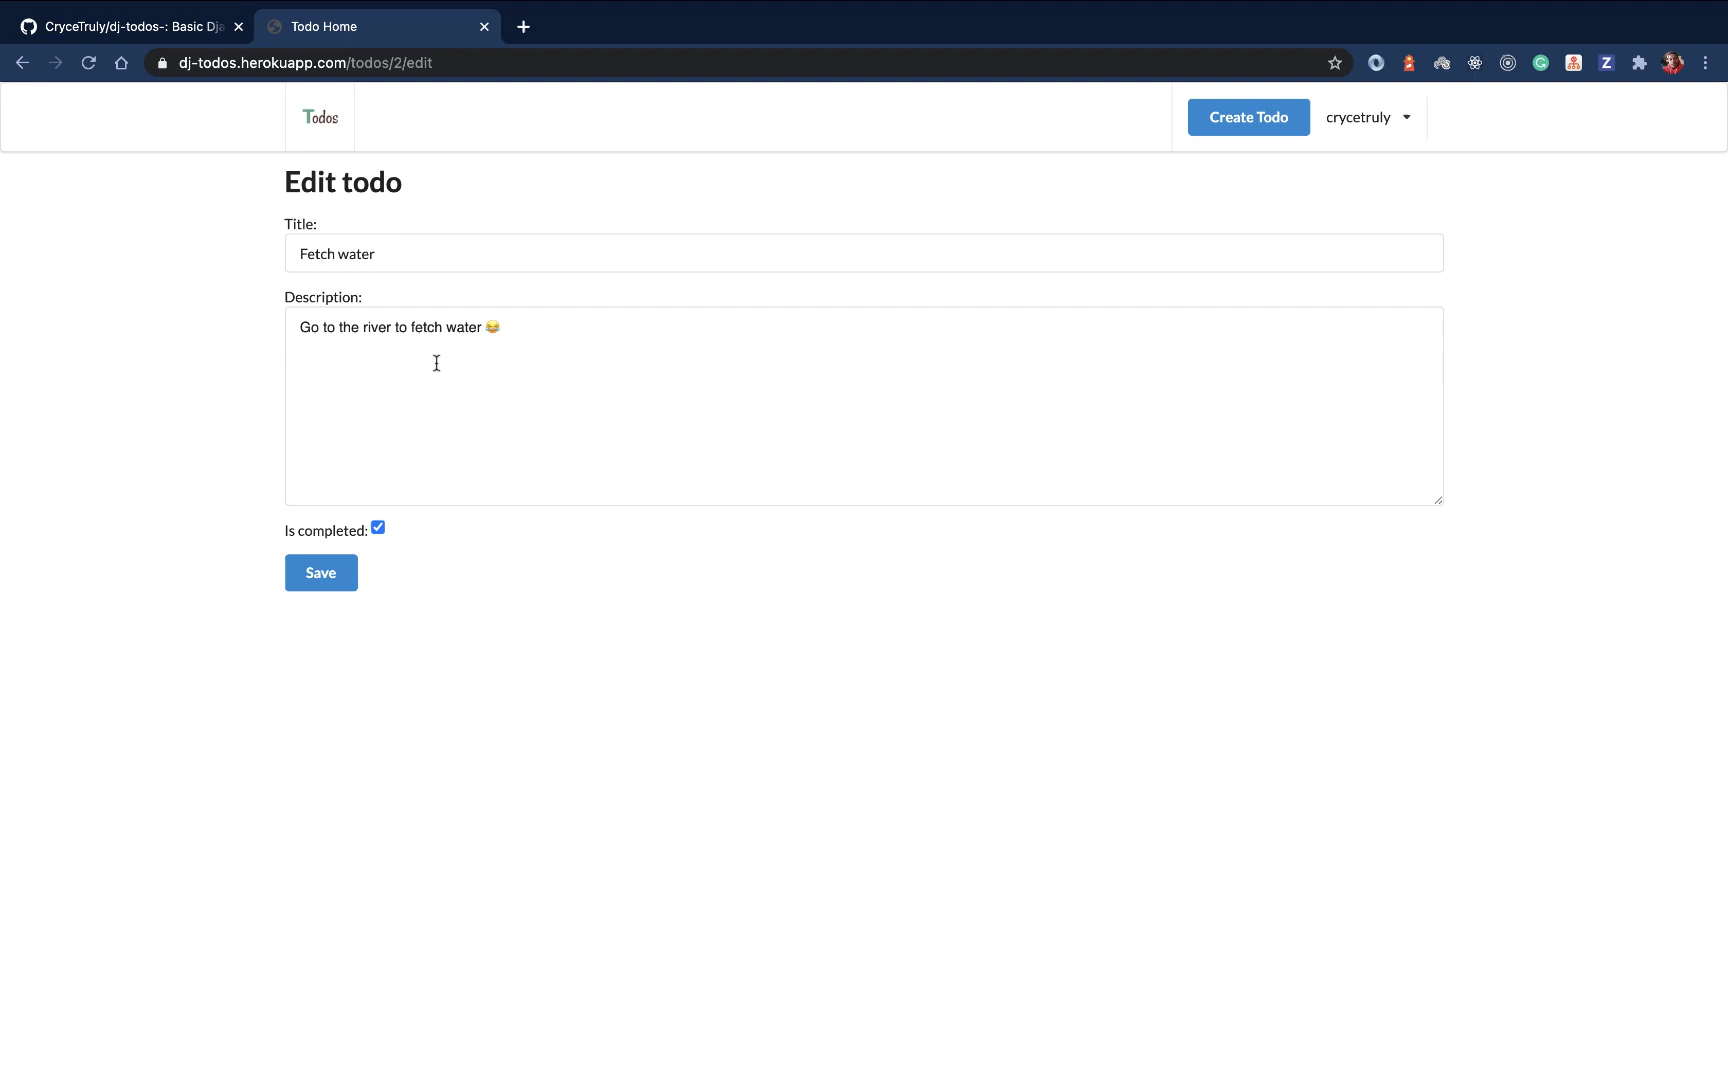 CryceTruly/dj-todos-: Basic Dja
Todo Home
dj-todos.herokuapp.com/todos/2/edit
Z
Todos
Create Todo
crycetruly
Edit todo
Title:
Fetch water
Description:
Go to the river to fetch water 😂
Is completed:
Save